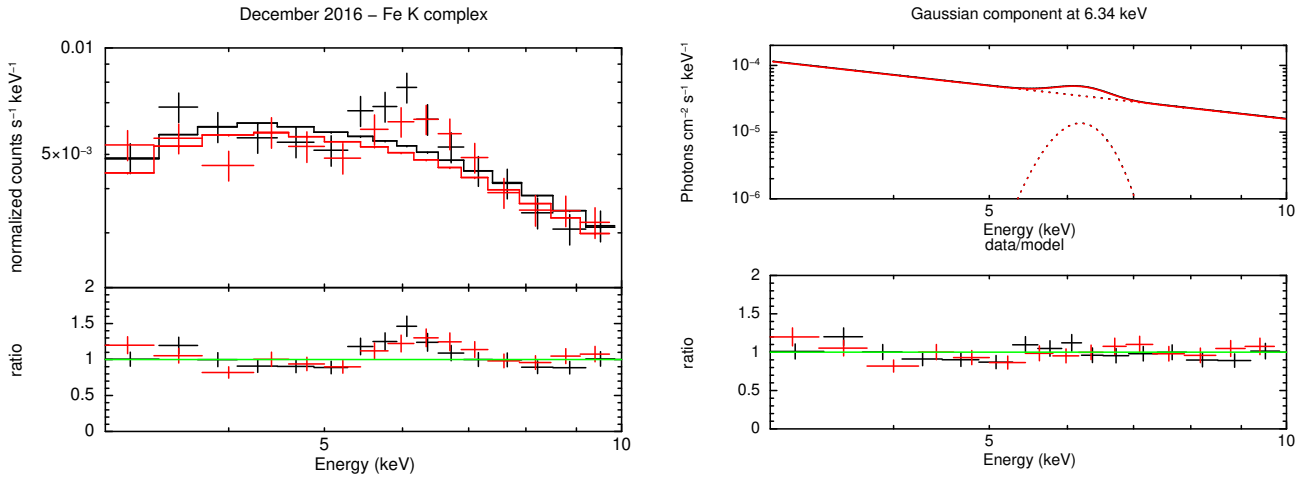 December 2016 − Fe K complex
normalized counts s⁻¹ keV⁻¹
0.01
5×10⁻³
ratio
2
1.5
1
0.5
0
5
10
Energy (keV)
Gaussian component at 6.34 keV
Photons cm⁻² s⁻¹ keV⁻¹
10⁻⁴
10⁻⁵
10⁻⁶
5
10
Energy (keV)
data/model
ratio
2
1.5
1
0.5
0
5
10
Energy (keV)